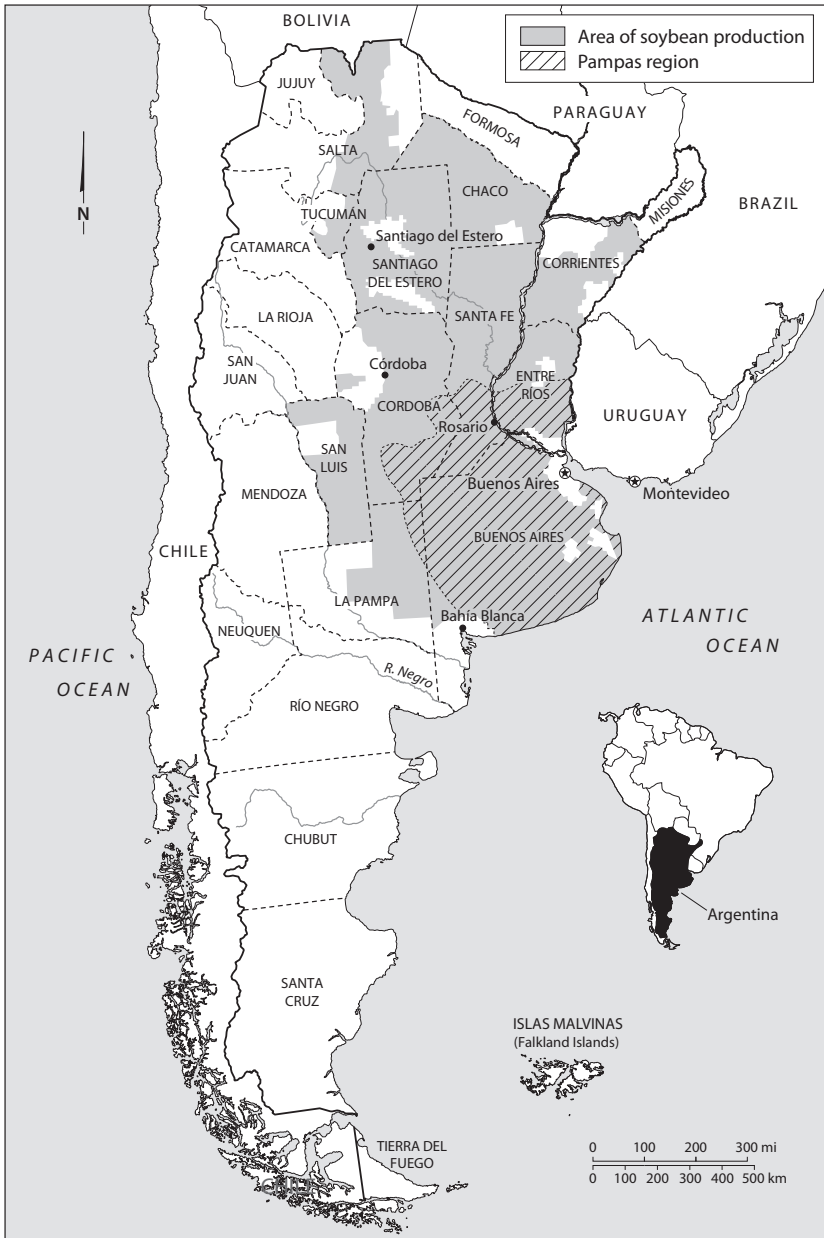 BOLIVIA
Area of soybean production
Pampas region
JUJUY
PARAGUAY
FORMOSA
SALTA
CHACO
MISIONES
BRAZIL
N
TUCUMÁN
Santiago del Estero
CATAMARCA
CORRIENTES
SANTIAGO
DEL ESTERO
LA RIOJA
SANTA FE
SAN
JUAN
Córdoba
ENTRE
RÍOS
CORDOBA
URUGUAY
Rosario
SAN
LUIS
Buenos Aires
MENDOZA
Montevideo
BUENOS AIRES
CHILE
LA PAMPA
Bahía Blanca
ATLANTIC
OCEAN
NEUQUEN
PACIFIC
OCEAN
R. Negro
RÍO NEGRO
CHUBUT
Argentina
SANTA
CRUZ
ISLAS MALVINAS
(Falkland Islands)
TIERRA DEL
FUEGO
0 100 200 300 mi
0 100 200 300 400 500 km